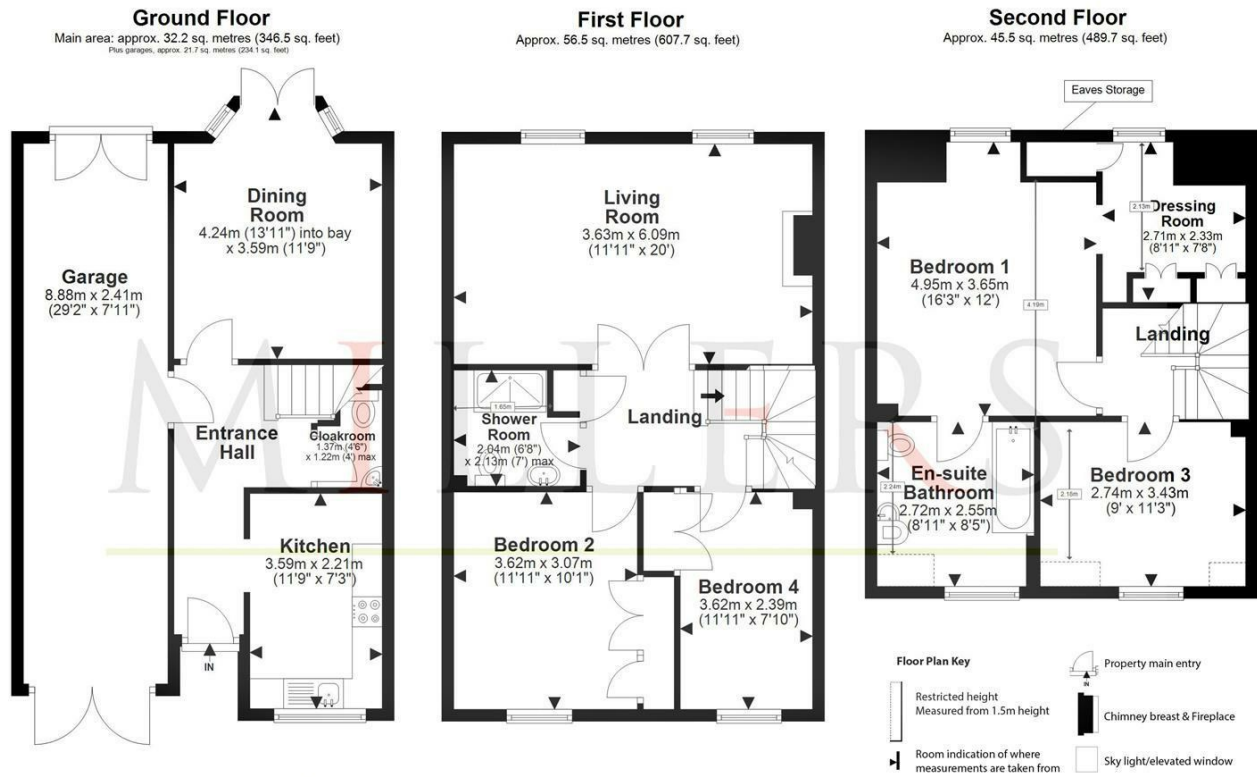 Ground Floor
Main area: approx. 32.2 sq. metres (346.5 sq. feet)
Plus garages, approx. 21.7 sq. metres (234.1 sq. feet)
Garage
8.88m x 2.41m
(29'2" x 7'11")
Dining
Room
4.24m (13'11") into bay
x 3.59m (11'9")
Entrance
Hall
Cloakroom
1.37m (4'6")
x 1.22m (4') max
Kitchen
3.59m x 2.21m
(11'9" x 7'3")
IN
First Floor
Approx. 56.5 sq. metres (607.7 sq. feet)
Living
Room
3.63m x 6.09m
(11'11" x 20')
Landing
1.65m
Shower
Room
2.04m (6'8")
x 2.13m (7') max
Bedroom 2
3.62m x 3.07m
(11'11" x 10'1")
Bedroom 4
3.62m x 2.39m
(11'11" x 7'10")
Second Floor
Approx. 45.5 sq. metres (489.7 sq. feet)
Eaves Storage
2.13m
Dressing
Room
2.71m x 2.33m
(8'11" x 7'8")
Bedroom 1
4.95m x 3.65m
(16'3" x 12')
4.19m
Landing
En-suite
Bathroom
2.72m x 2.55m
(8'11" x 8'5")
2.24m
Bedroom 3
2.74m x 3.43m
(9' x 11'3")
MILLERS
Floor Plan Key
Restricted height
Measured from 1.5m height
Room indication of where
measurements are taken from
Property main entry
IN
Chimney breast & Fireplace
Sky light/elevated window